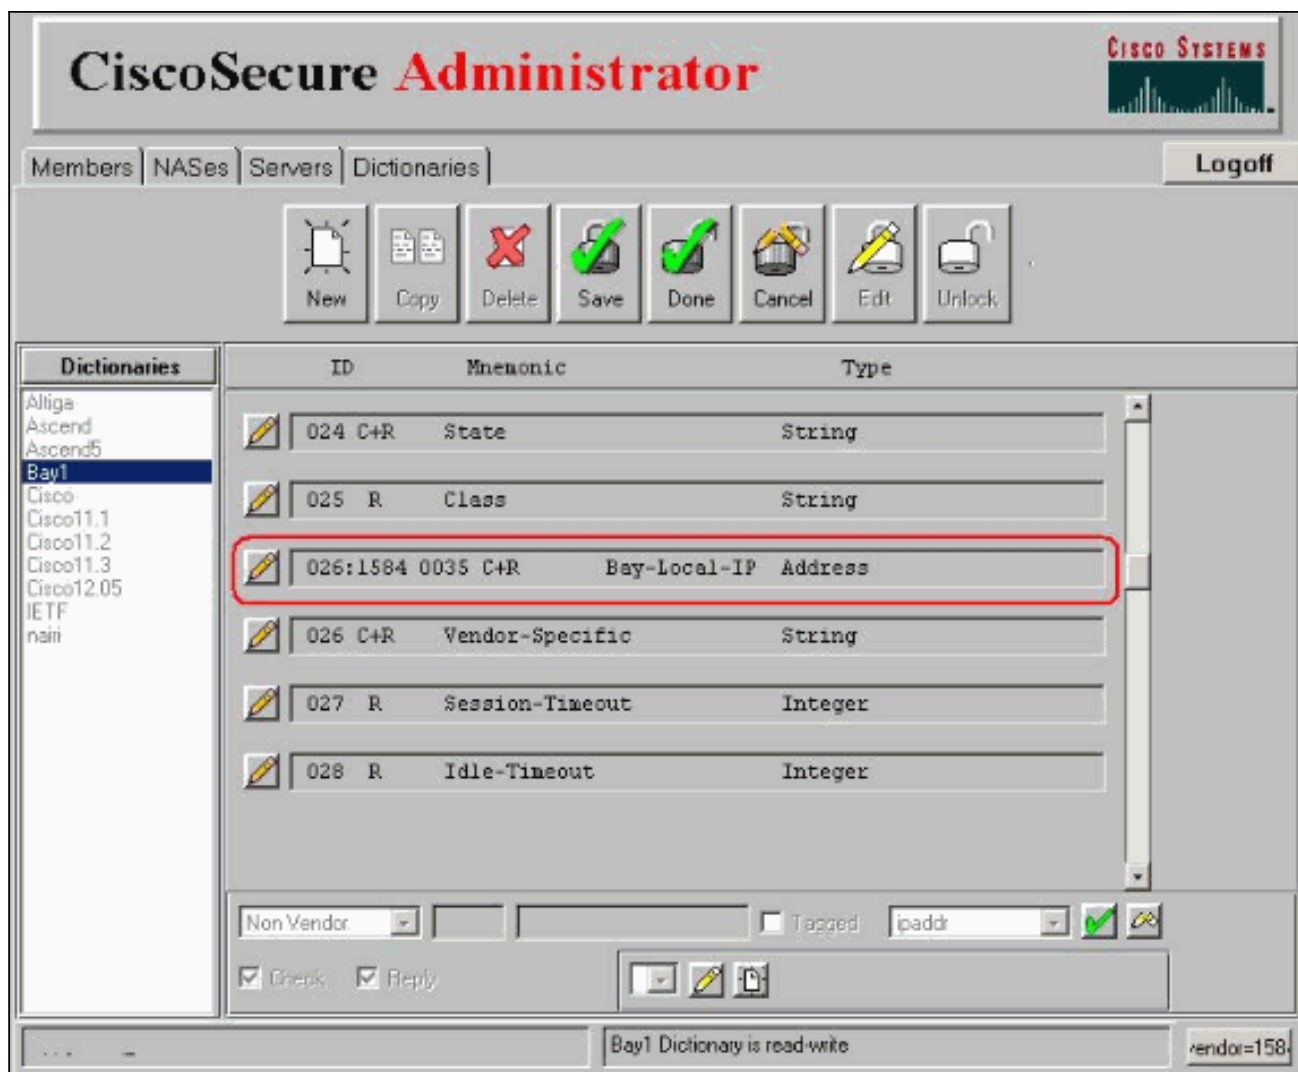 CiscoSecure Administrator
CISCO SYSTEMS
Members NASes Servers Dictionaries Logoff
New Copy Delete Save Done Cancel Edit Unlock
Dictionaries ID Mnemonic Type
Altiga
Ascend
Ascend5
Bay1
Cisco
Cisco11.1
Cisco11.2
Cisco11.3
Cisco12.05
IETF
024 C+R State String
025 R Class String
026:1584 0035 C+R Bay-Local-IP Address
026 C+R Vendor-Specific String
027 R Session-Timeout Integer
028 R Idle-Timeout Integer
Non Vendor Tagged ipaddr
Check Reply
Bay1 Dictionary is read-write